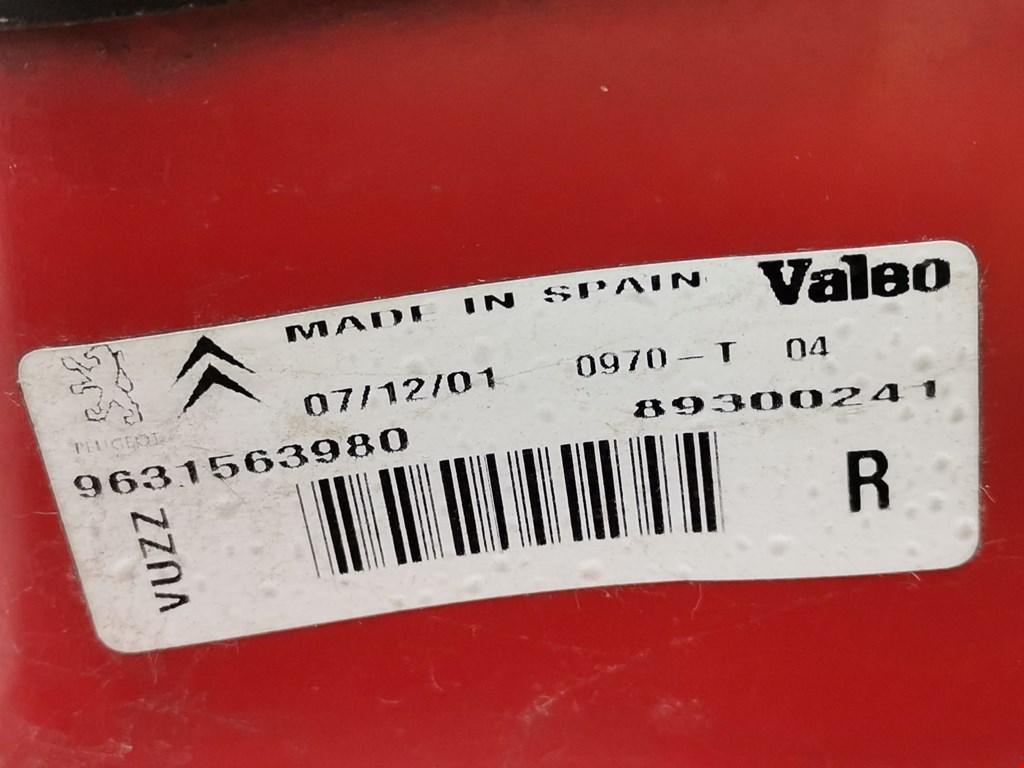 MADE IN SPAIN Valeo
PEUGEOT
07/12/01 0970-T 04
9631563980 89300241
R
VUZZ